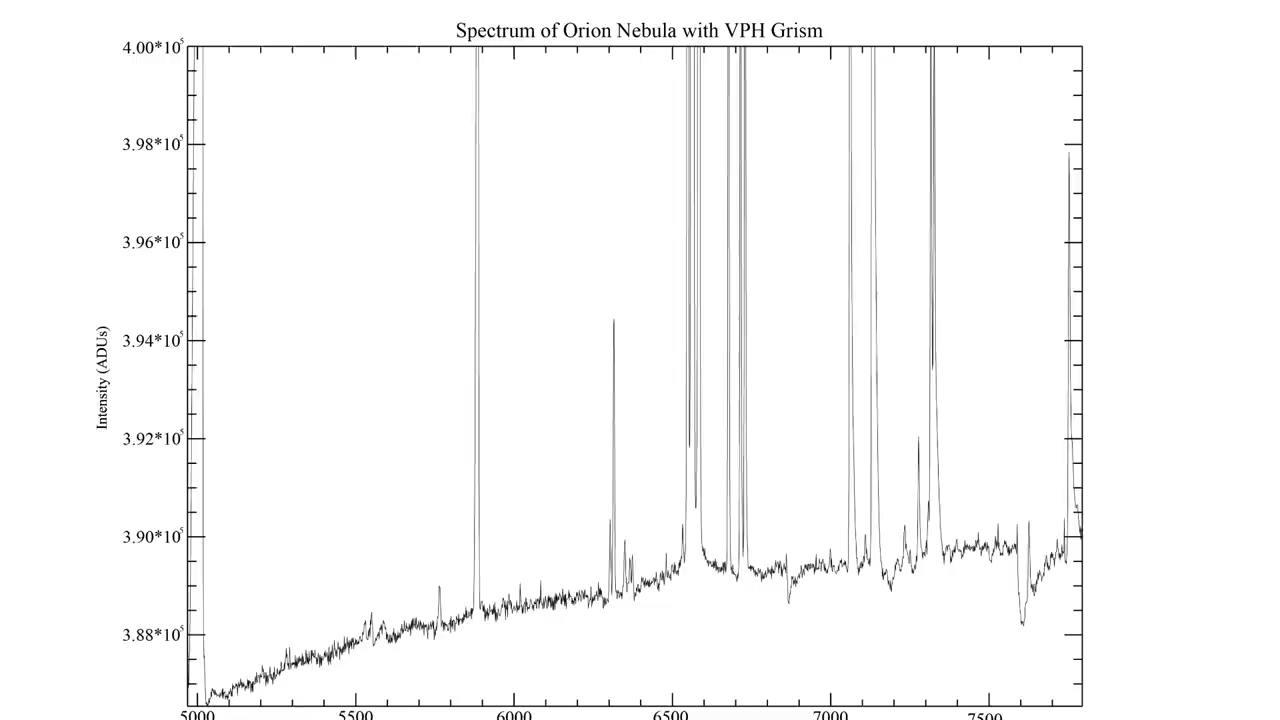 Spectrum of Orion Nebula with VPH Grism
4.00*10⁵
3.98*10⁵
3.96*10⁵
3.94*10⁵
3.92*10⁵
3.90*10⁵
3.88*10⁵
Intensity (ADUs)
5000 5500 6000 6500 7000 7500